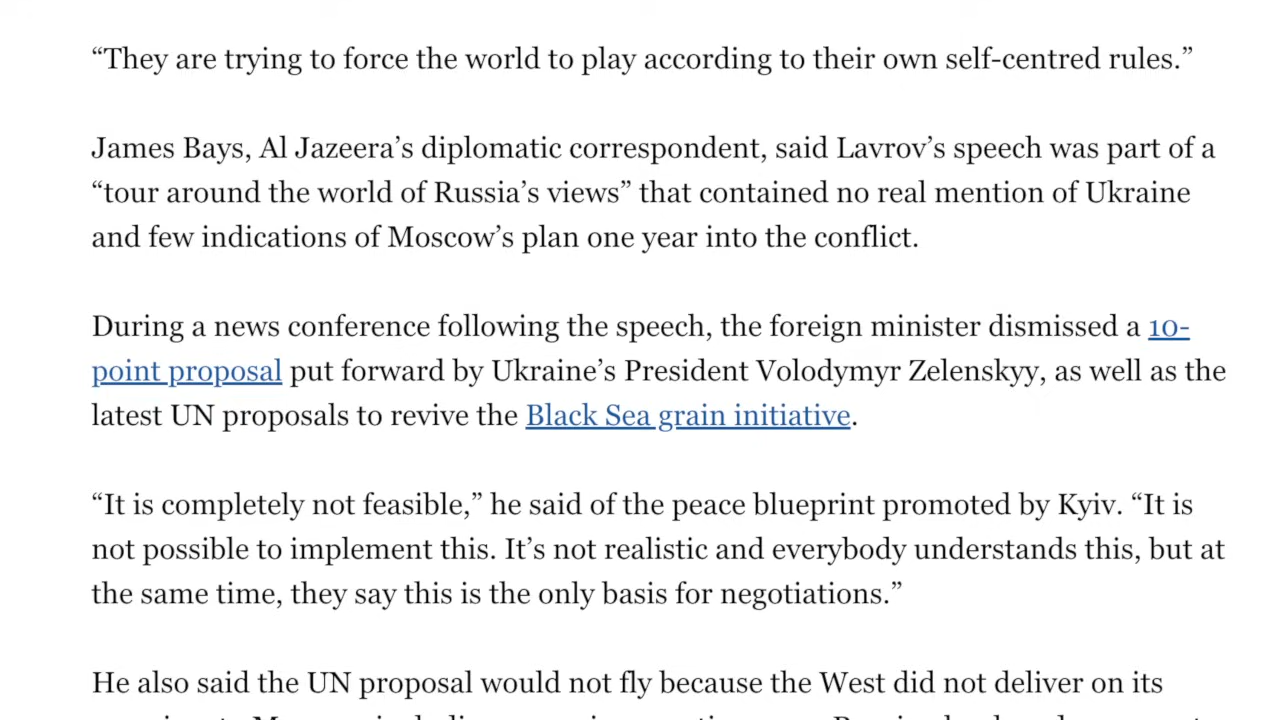 “They are trying to force the world to play according to their own self-centred rules.”
James Bays, Al Jazeera’s diplomatic correspondent, said Lavrov’s speech was part of a
“tour around the world of Russia’s views” that contained no real mention of Ukraine
and few indications of Moscow’s plan one year into the conflict.
During a news conference following the speech, the foreign minister dismissed a 10-
point proposal put forward by Ukraine’s President Volodymyr Zelenskyy, as well as the
latest UN proposals to revive the Black Sea grain initiative.
“It is completely not feasible,” he said of the peace blueprint promoted by Kyiv. “It is
not possible to implement this. It’s not realistic and everybody understands this, but at
the same time, they say this is the only basis for negotiations.”
He also said the UN proposal would not fly because the West did not deliver on its